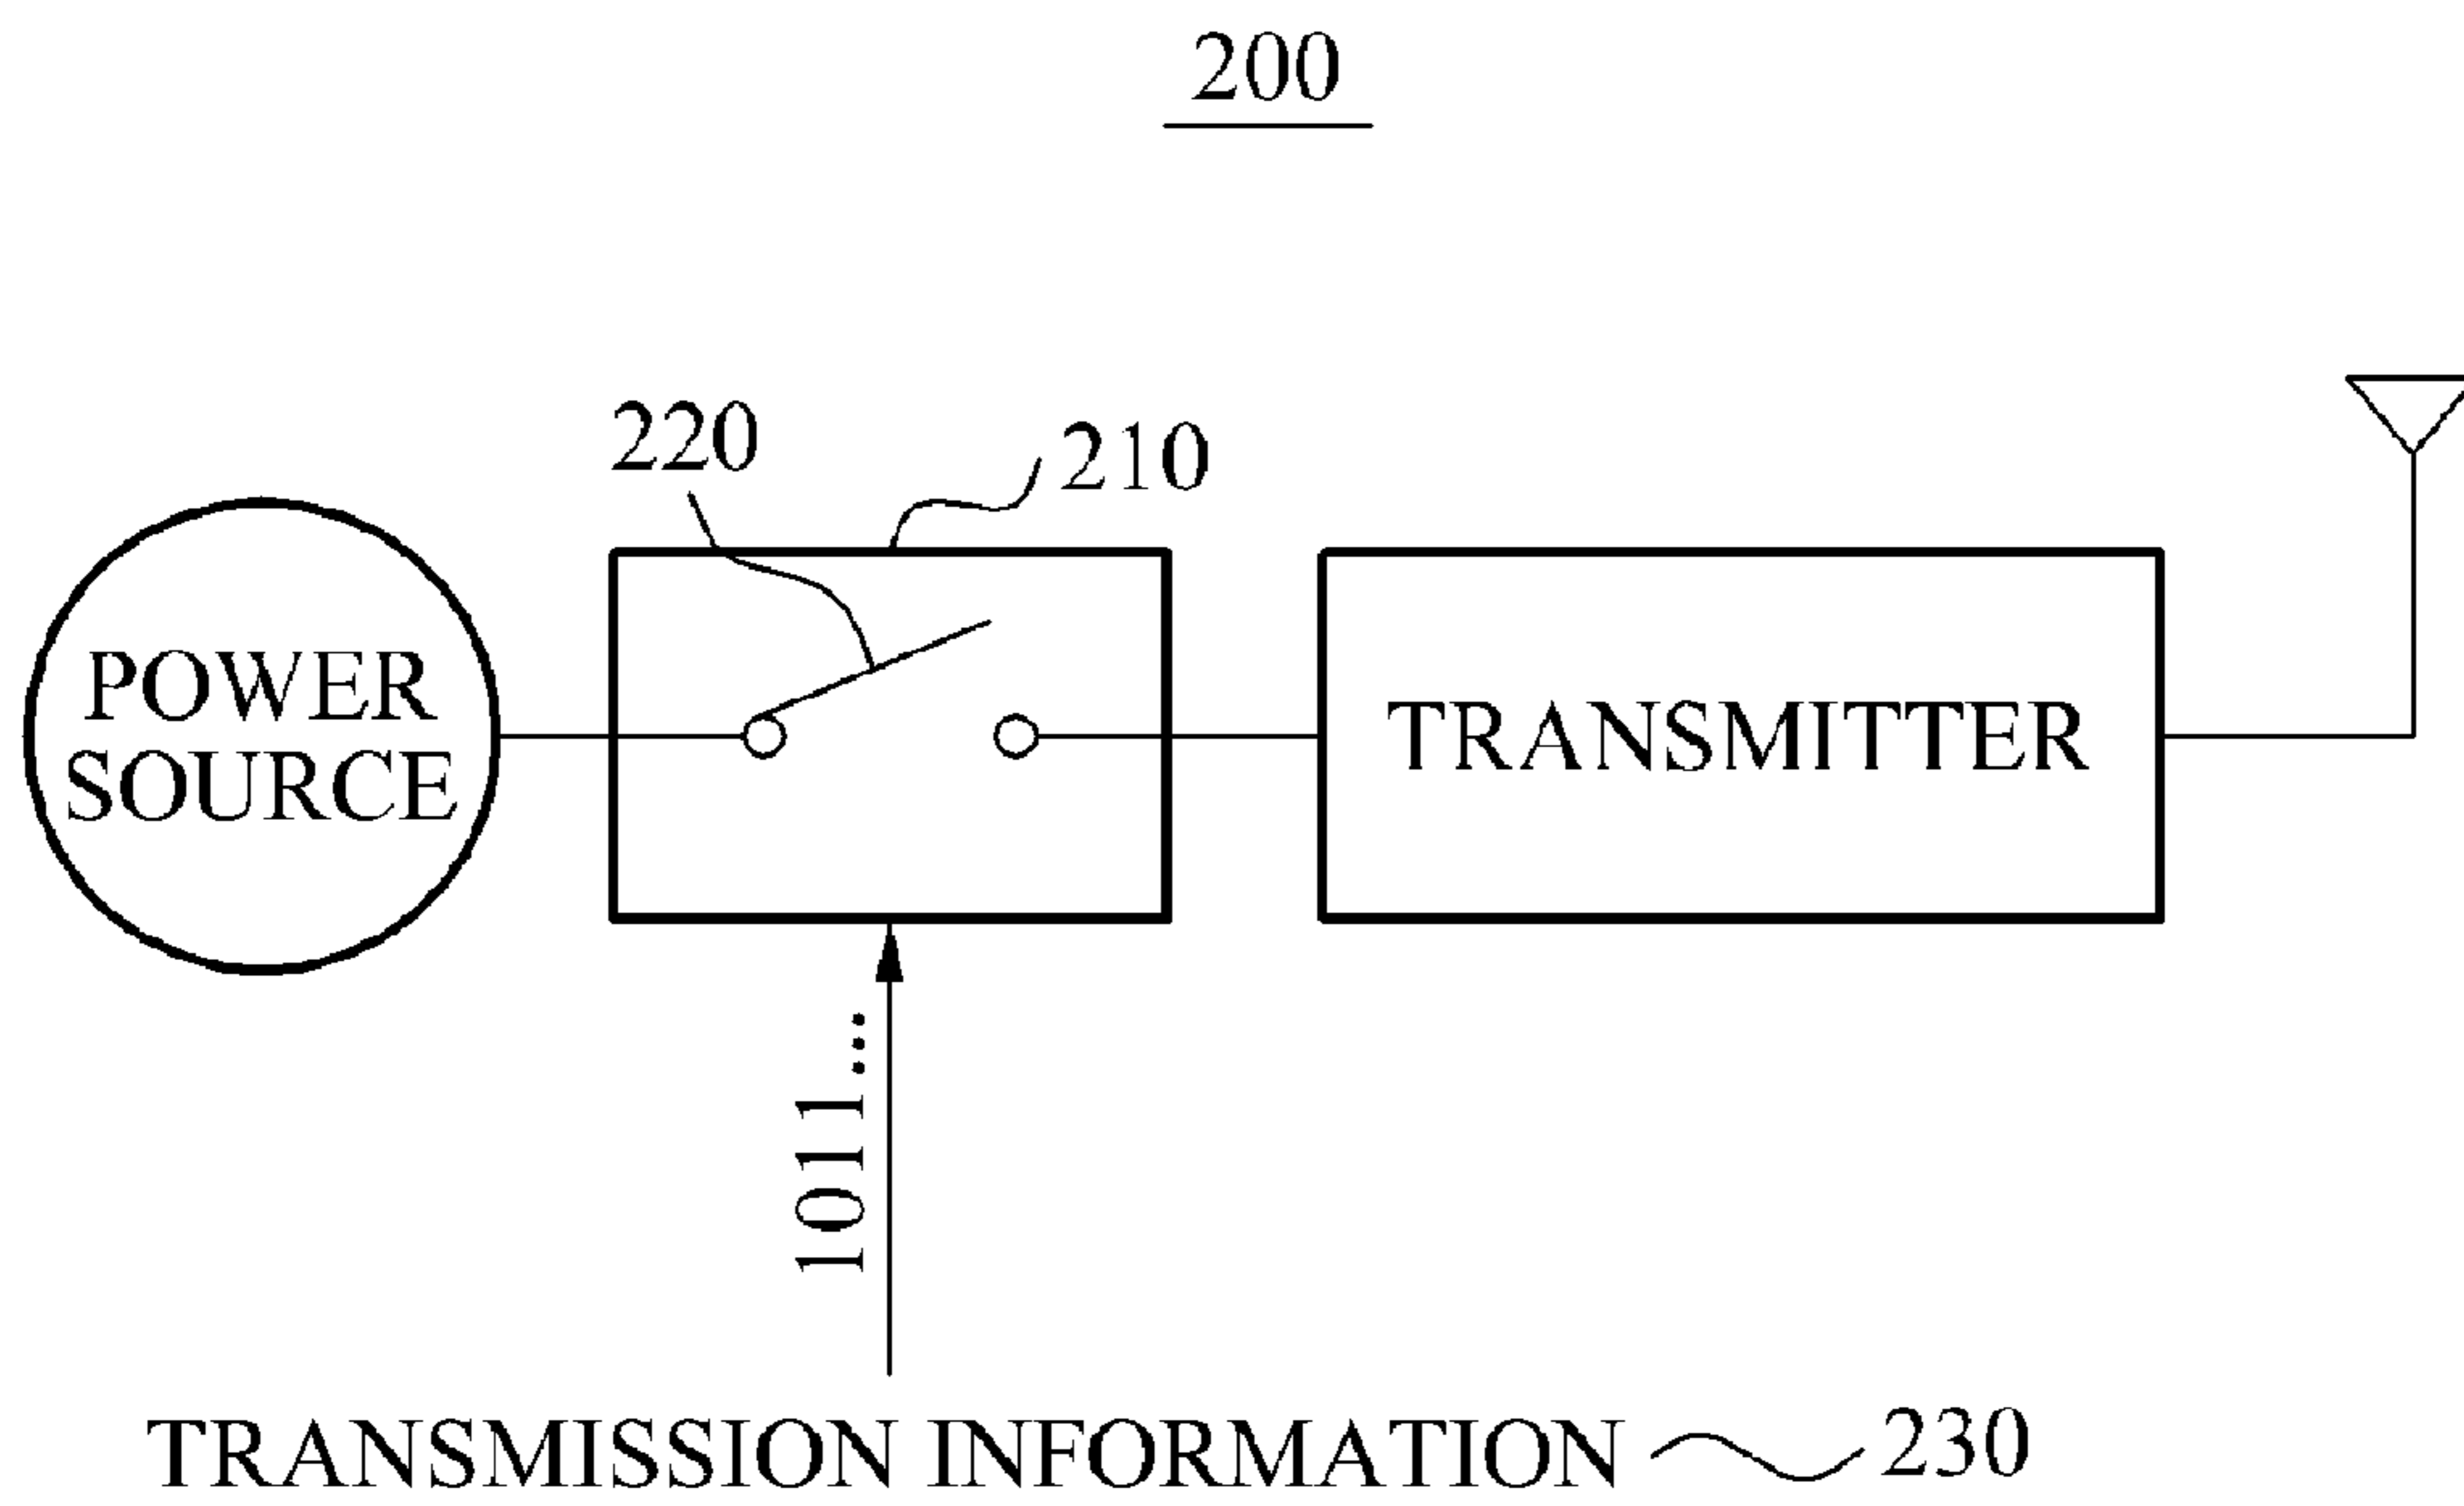 200
220
210
POWER
SOURCE
TRANSMITTER
1011...
TRANSMISSION INFORMATION 230